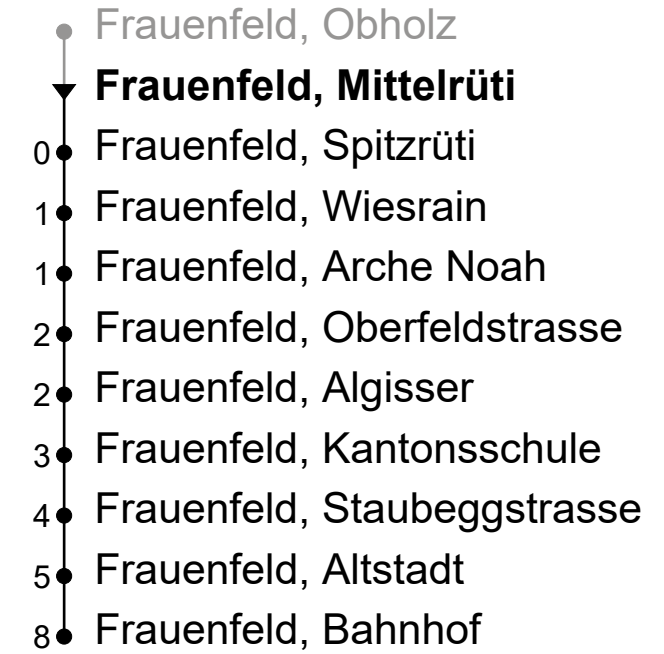 Frauenfeld, Obholz
Frauenfeld, Mittelrüti
0 Frauenfeld, Spitzrüti
1 Frauenfeld, Wiesrain
1 Frauenfeld, Arche Noah
2 Frauenfeld, Oberfeldstrasse
2 Frauenfeld, Algisser
3 Frauenfeld, Kantonsschule
4 Frauenfeld, Staubeggstrasse
5 Frauenfeld, Altstadt
8 Frauenfeld, Bahnhof